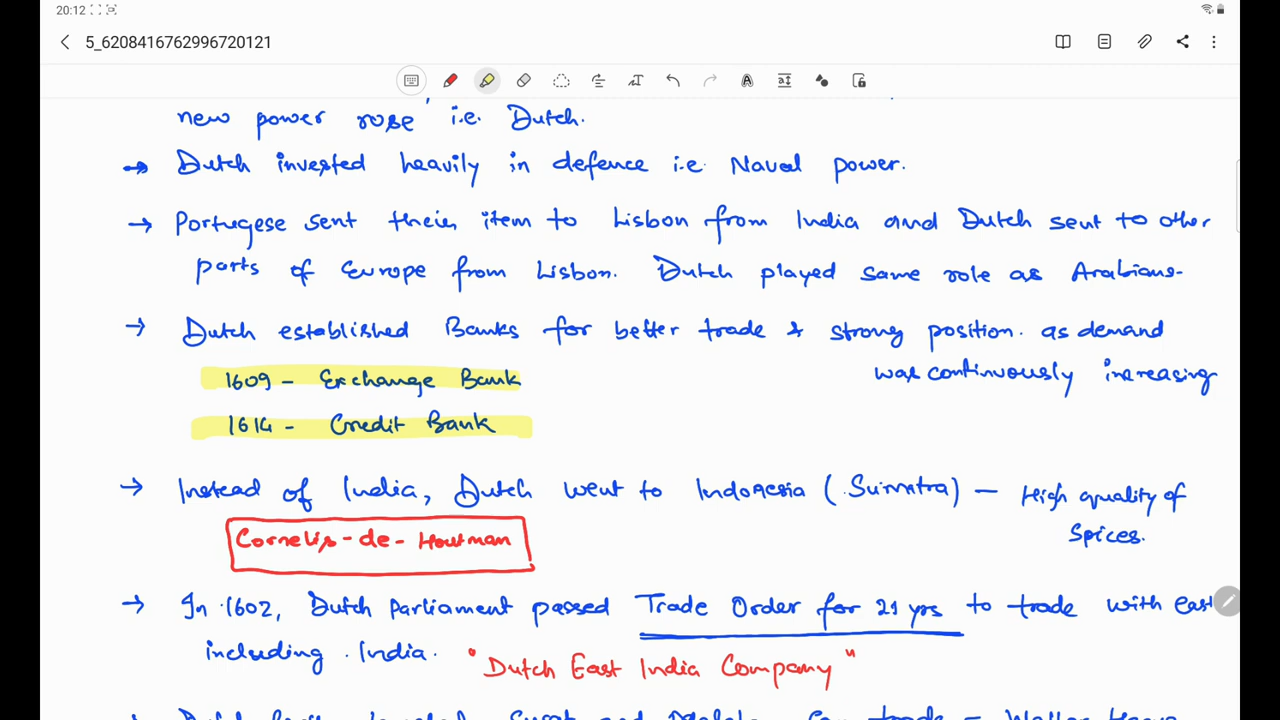 20:12
5_6208416762996720121
new power rose i.e. Dutch.
→ Dutch invested heavily in defence i.e. Naval power.
→ Portugese sent their item to Lisbon from India and Dutch sent to other
parts of Europe from Lisbon. Dutch played same role as Arabians.
→ Dutch established Banks for better trade & strong position. as demand
was continuously increasing
1609 - Exchange Bank
1614 - Credit Bank
→ Instead of India, Dutch went to Indonesia (Sumatra) - High quality of
Spices.
Cornelis-de-Houtman
→ In 1602, Dutch Parliament passed Trade Order for 21 yrs to trade with east
including India. "Dutch East India Company"